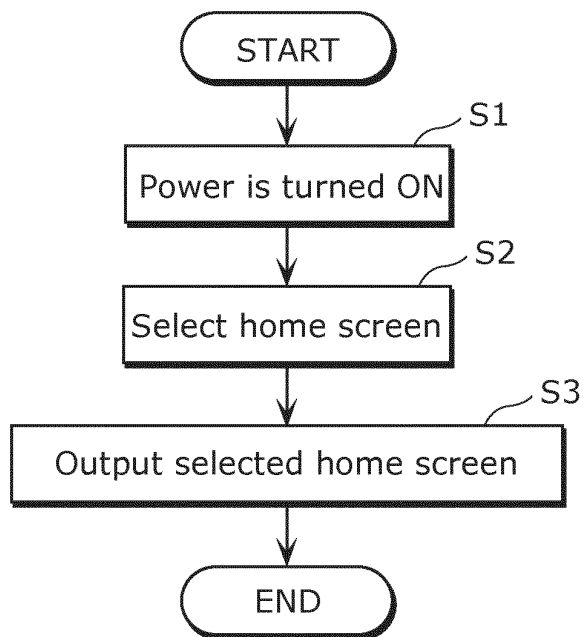 START
S1
Power is turned ON
S2
Select home screen
S3
Output selected home screen
END